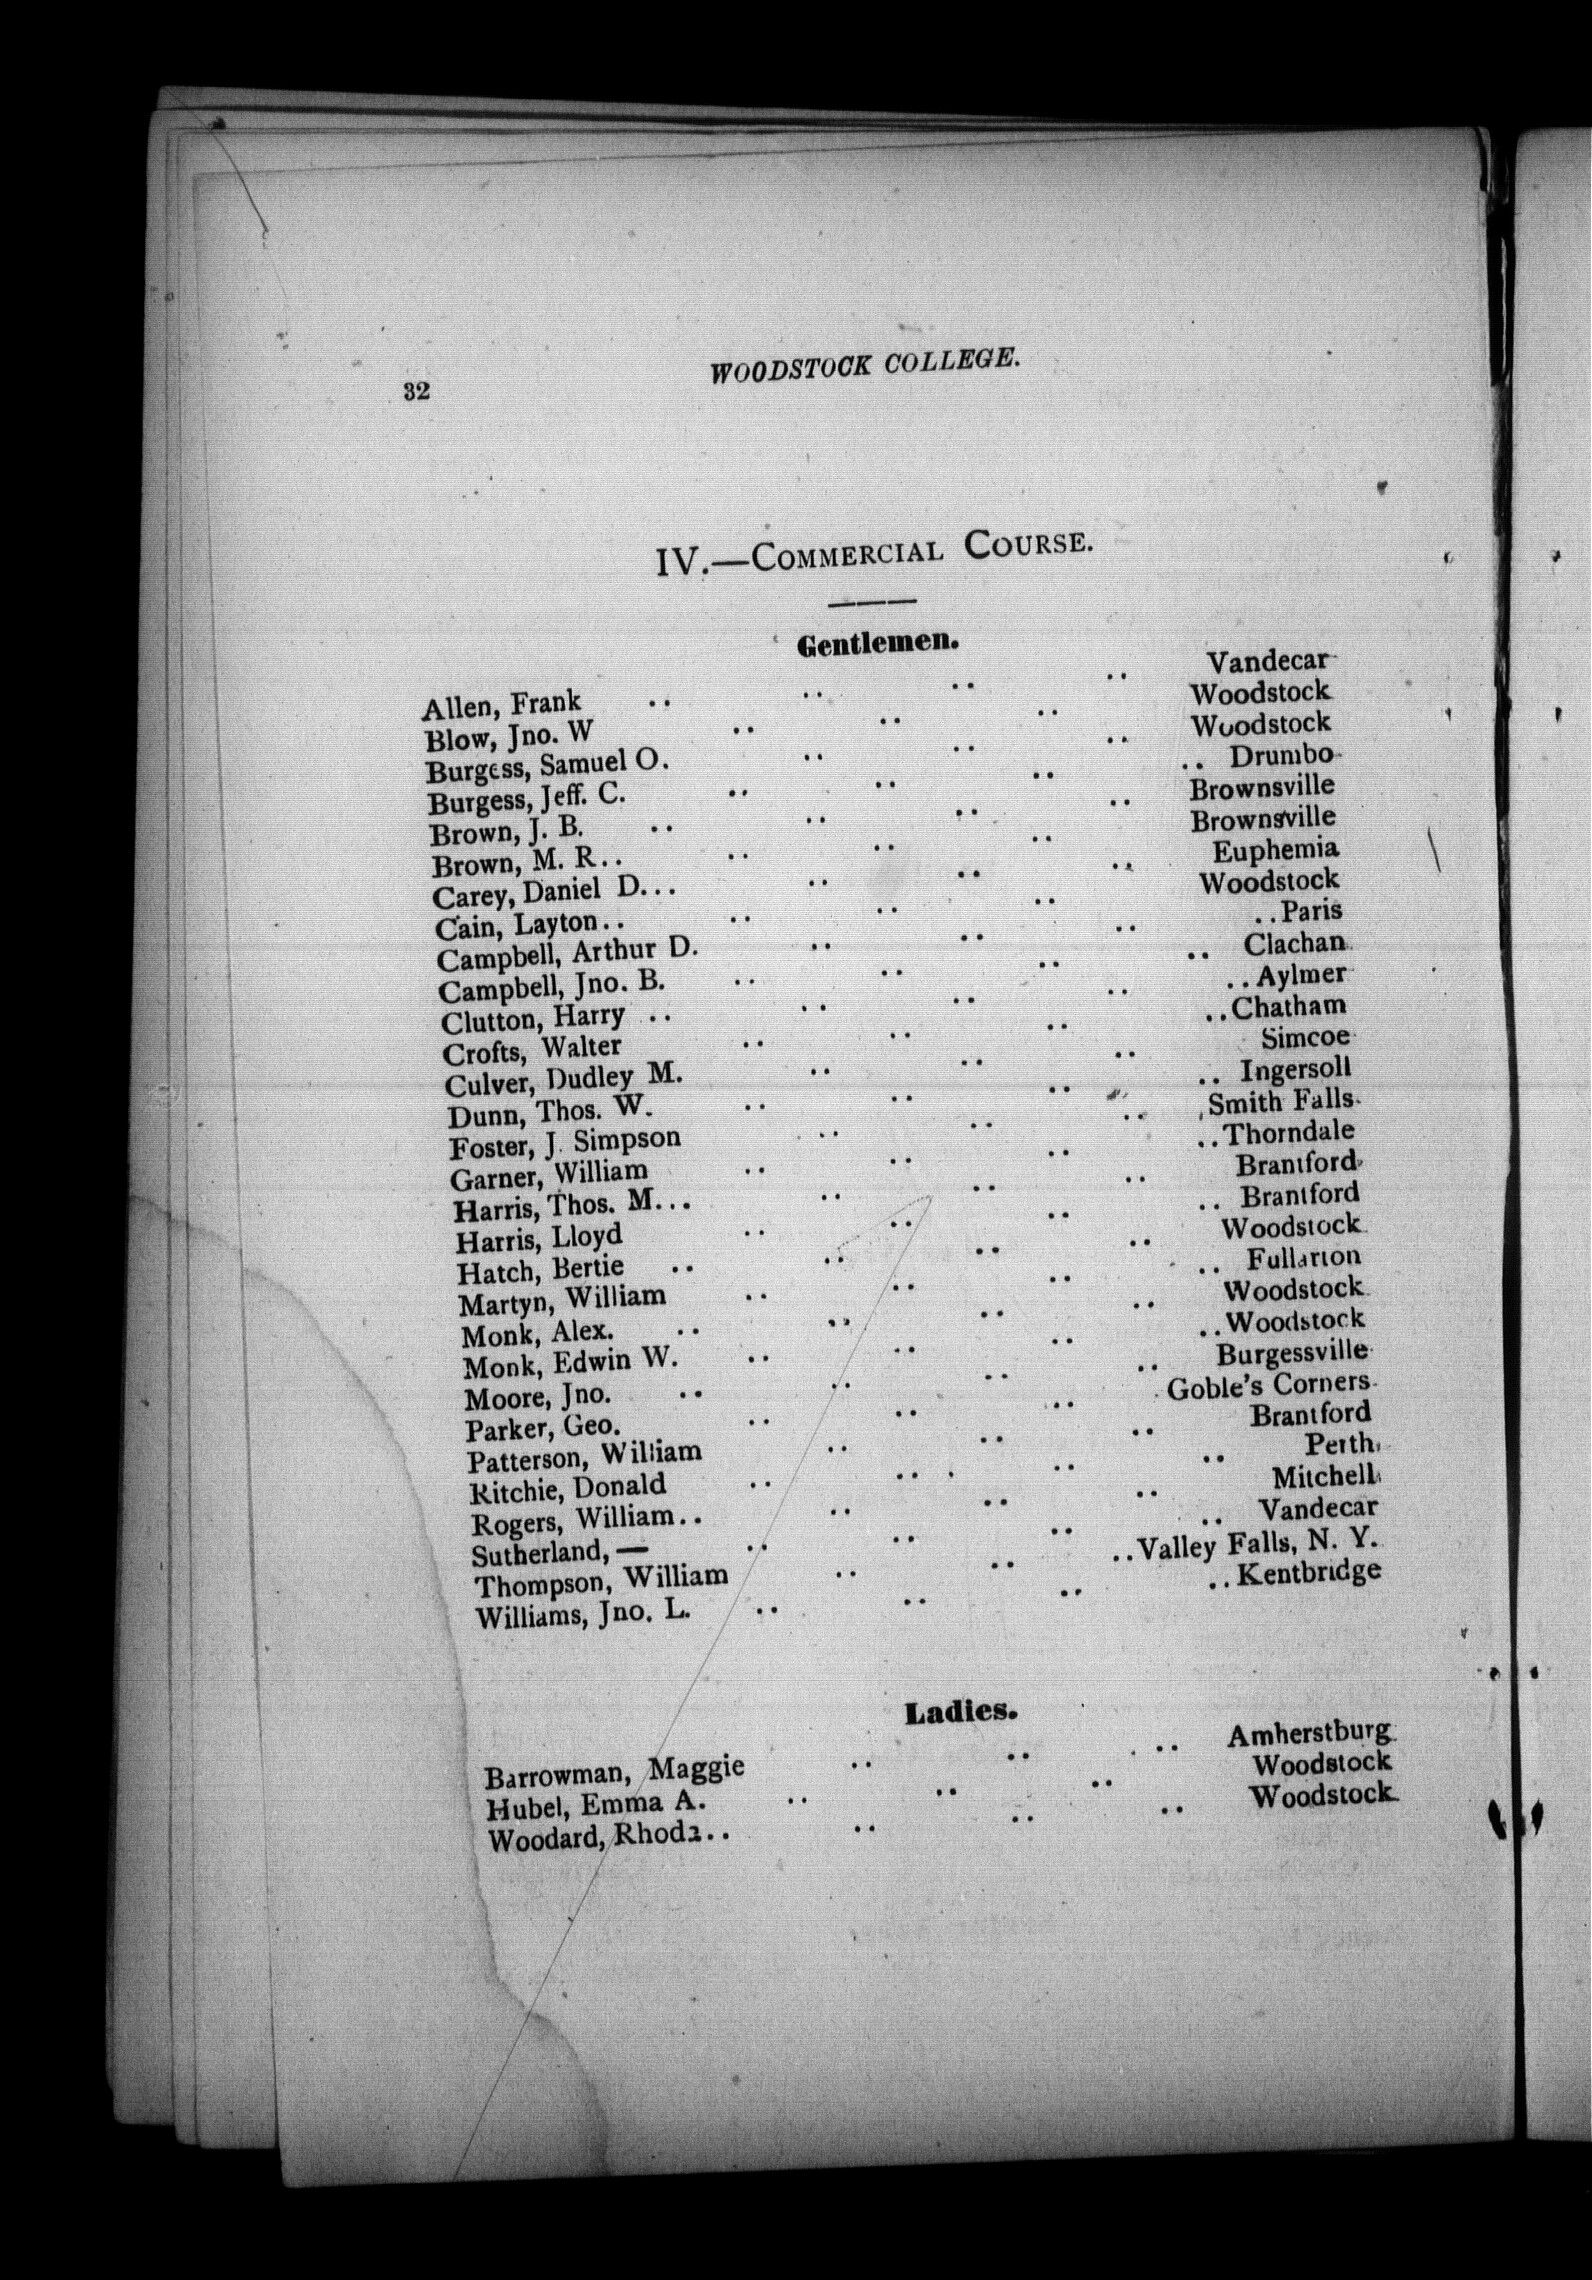 32
WOODSTOCK COLLEGE.
IV.—COMMERCIAL COURSE.
Gentlemen.
Allen, Frank .. .. .. .. Vandecar
Blow, Jno. W .. .. .. Woodstock
Burgess, Samuel O. .. .. .. Woodstock
Burgess, Jeff. C. .. .. .. .. Drumbo
Brown, J. B. .. .. .. .. Brownsville
Brown, M. R.. .. .. .. Brownsville
Carey, Daniel D... .. .. .. Euphemia
Cain, Layton.. .. .. .. Woodstock
Campbell, Arthur D. .. .. .. ..Paris
Campbell, Jno. B. .. .. .. .. Clachan
Clutton, Harry .. .. .. .. ..Aylmer
Crofts, Walter .. .. .. ..Chatham
Culver, Dudley M. .. .. .. Simcoe
Dunn, Thos. W. .. .. .. .. Ingersoll
Foster, J. Simpson .. .. .. Smith Falls
Garner, William .. .. .. ..Thorndale
Harris, Thos. M... .. .. .. Brantford
Harris, Lloyd .. .. .. .. Brantford
Hatch, Bertie .. .. .. .. Woodstock
Martyn, William .. .. .. .. Fullarton
Monk, Alex. .. .. .. .. Woodstock
Monk, Edwin W. .. .. .. ..Woodstock
Moore, Jno. .. .. .. .. Burgessville
Parker, Geo. .. .. .. Goble's Corners
Patterson, William .. .. .. Brantford
Ritchie, Donald .. .. .. .. Perth
Rogers, William.. .. .. .. Mitchell
Sutherland, — .. .. .. .. Vandecar
Thompson, William .. .. ..Valley Falls, N. Y.
Williams, Jno. L. .. .. .. ..Kentbridge
Ladies.
Barrowman, Maggie .. .. .. Amherstburg
Hubel, Emma A. .. .. .. Woodstock
Woodard, Rhoda.. .. .. .. Woodstock